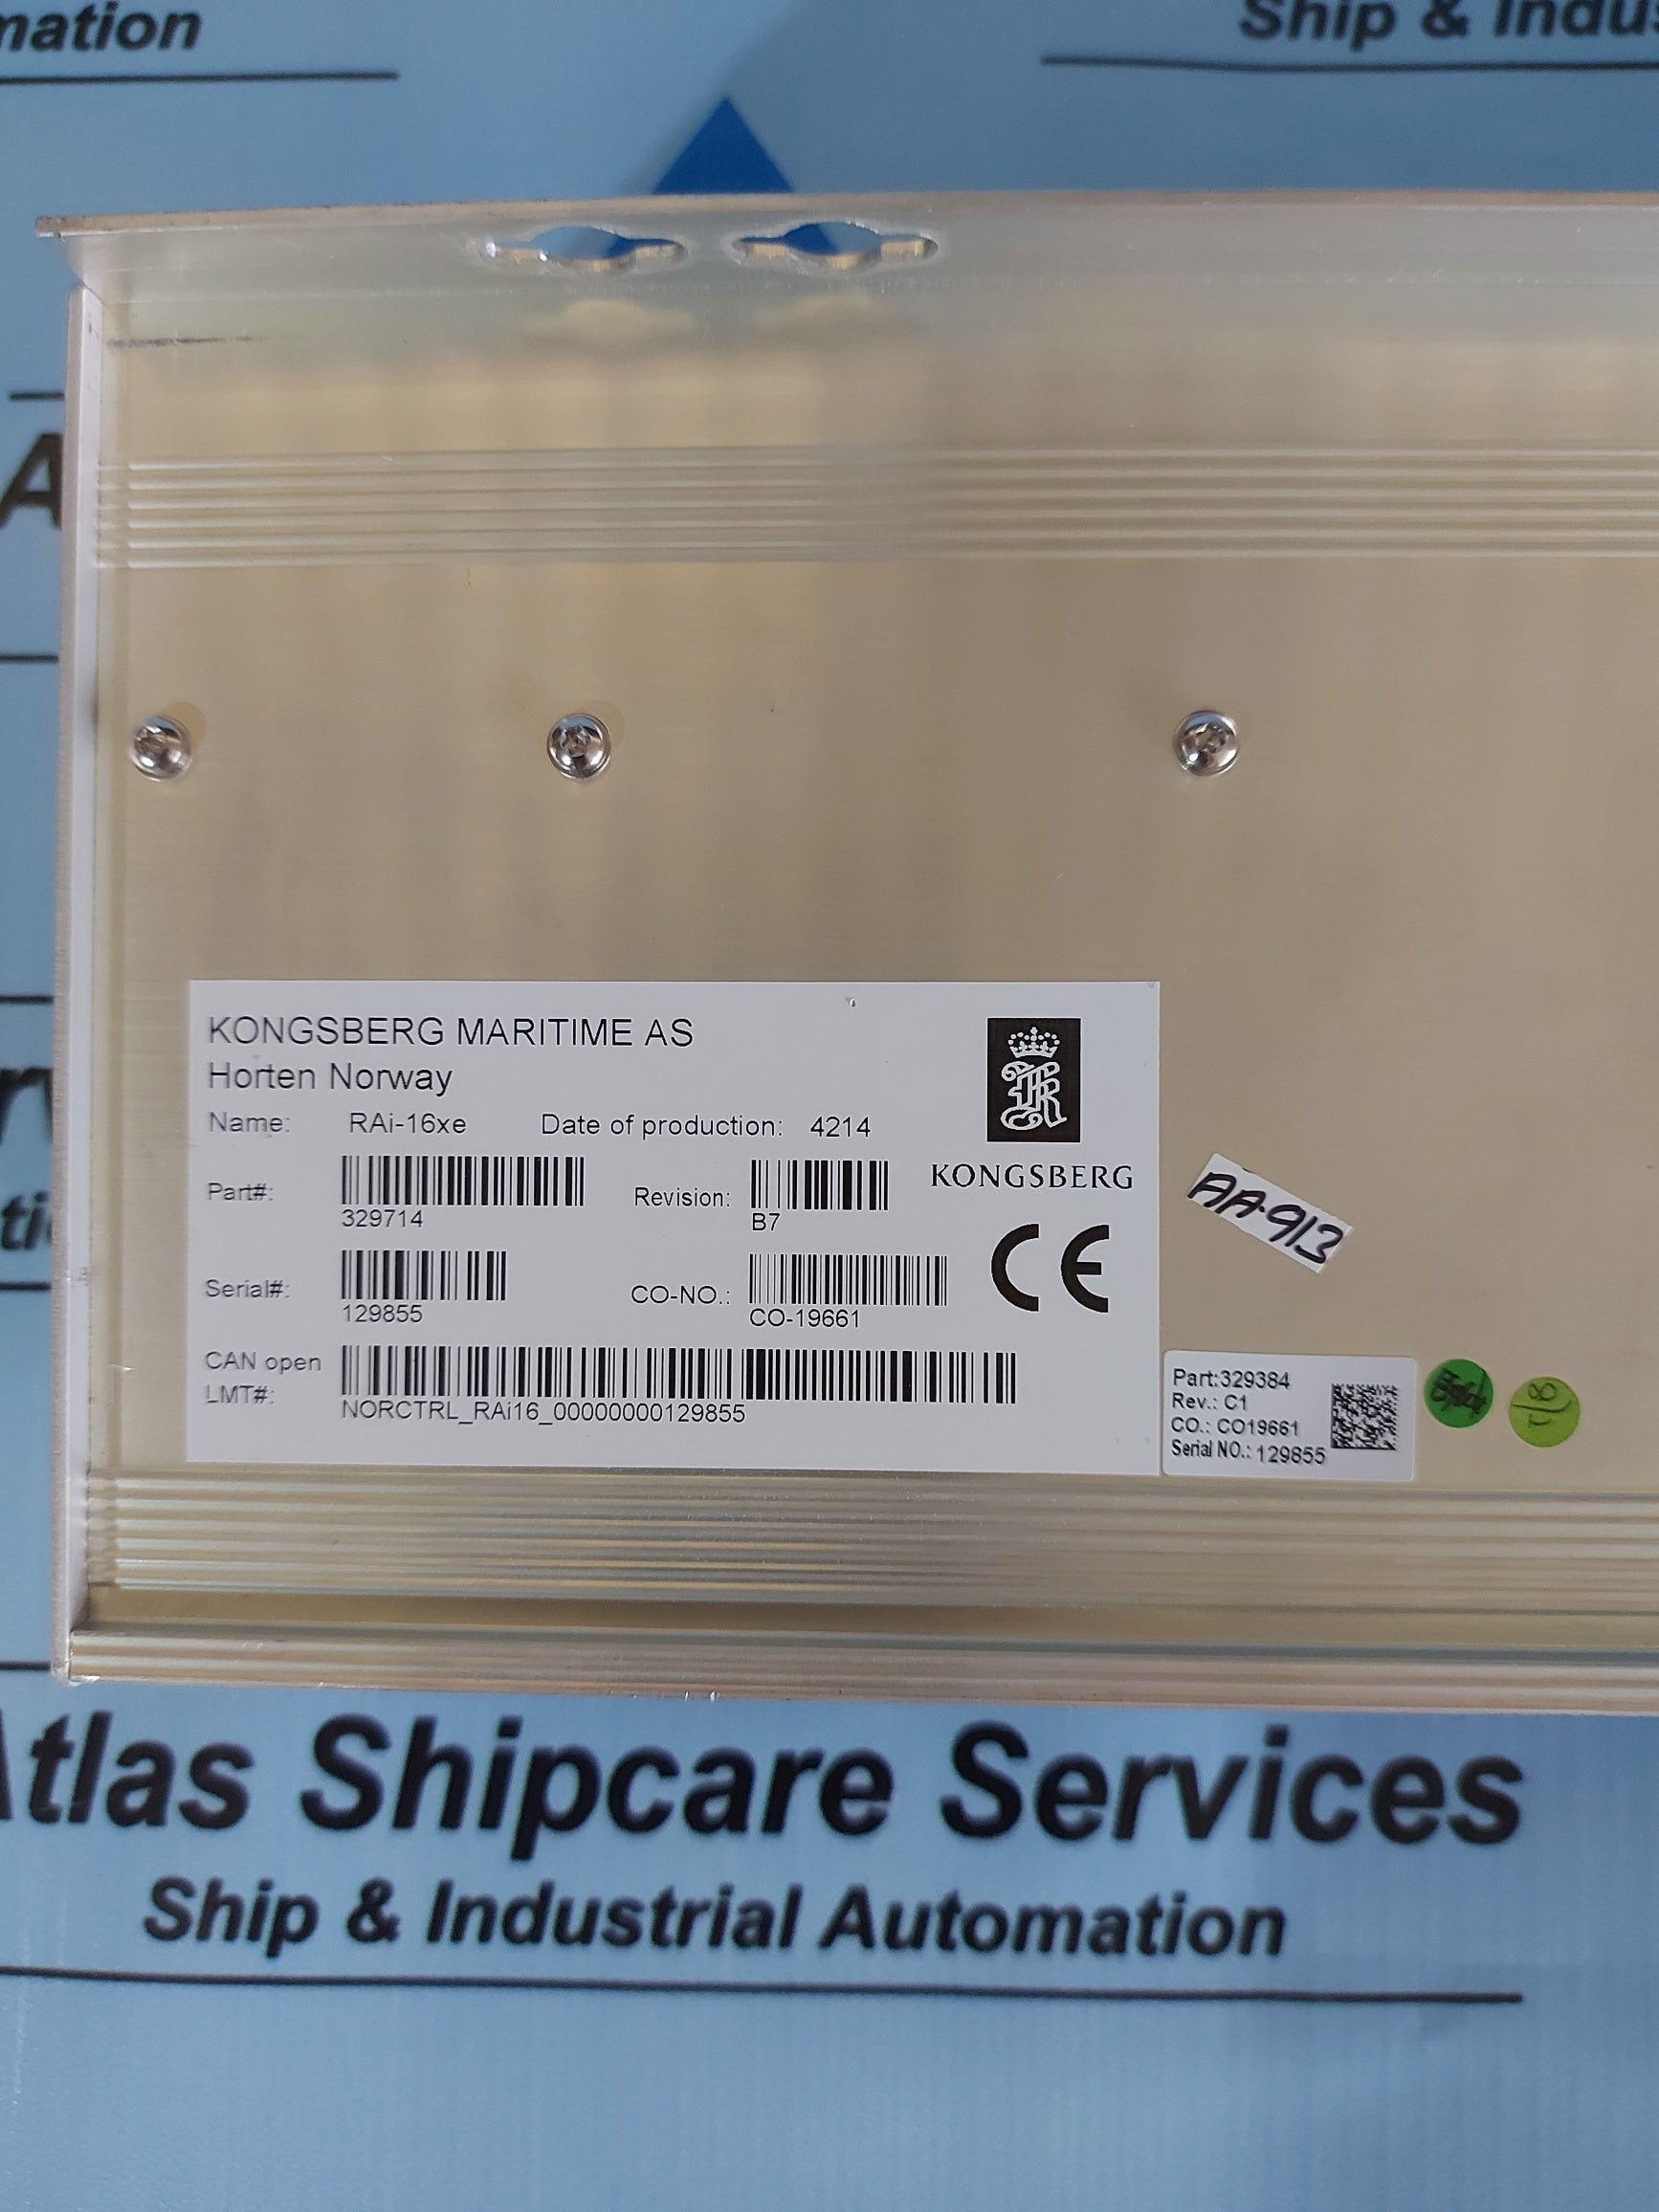 mation
Ship & Indus
A
KONGSBERG MARITIME AS
Horten Norway
Name: RAi-16xe Date of production: 4214
Part#: 329714 Revision: B7
KONGSBERG
CE
Serial#: 129855 CO-NO.: CO-19661
CAN open
LMT#:
NORCTRL_RAi16_00000000129855
AA-913
Part:329384
Rev.: C1
CO.: CO19661
Serial NO.: 129855
Atlas Shipcare Services
Ship & Industrial Automation